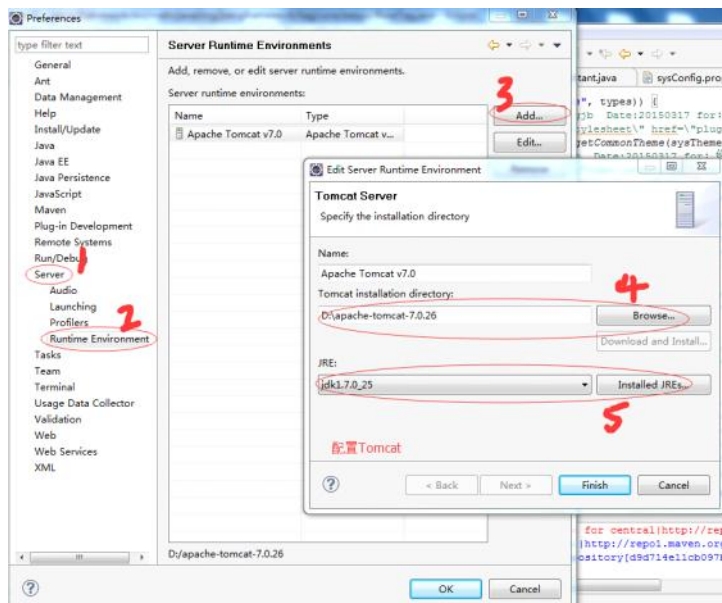 Preferences
type filter text
General
Ant
Data Management
Help
Install/Update
Java
Java EE
Java Persistence
JavaScript
Maven
Plug-in Development
Remote Systems
Run/Debug
Server
Audio
Launching
Profilers
Runtime Environment
Tasks
Team
Terminal
Usage Data Collector
Validation
Web
Web Services
XML
1
2
Server Runtime Environments
Add, remove, or edit server runtime environments.
Server runtime environments:
Name Type
Apache Tomcat v7.0 Apache Tomcat v...
3
Add...
Edit...
D:/apache-tomcat-7.0.26
OK Cancel
Edit Server Runtime Environment
Tomcat Server
Specify the installation directory
Name:
Apache Tomcat v7.0
Tomcat installation directory:
4
D:\apache-tomcat-7.0.26 Browse...
Download and Install...
JRE:
jdk1.7.0_25 Installed JREs...
5
配置Tomcat
< Back Next > Finish Cancel
tant.java sysConfig.pro
", types)) {
gjb Date:20150317 for:
ylesheet\" href=\"plug
getCommonTheme(sysTheme
Date:20150317 for:
for central|http://rep
|http://repo1.maven.org